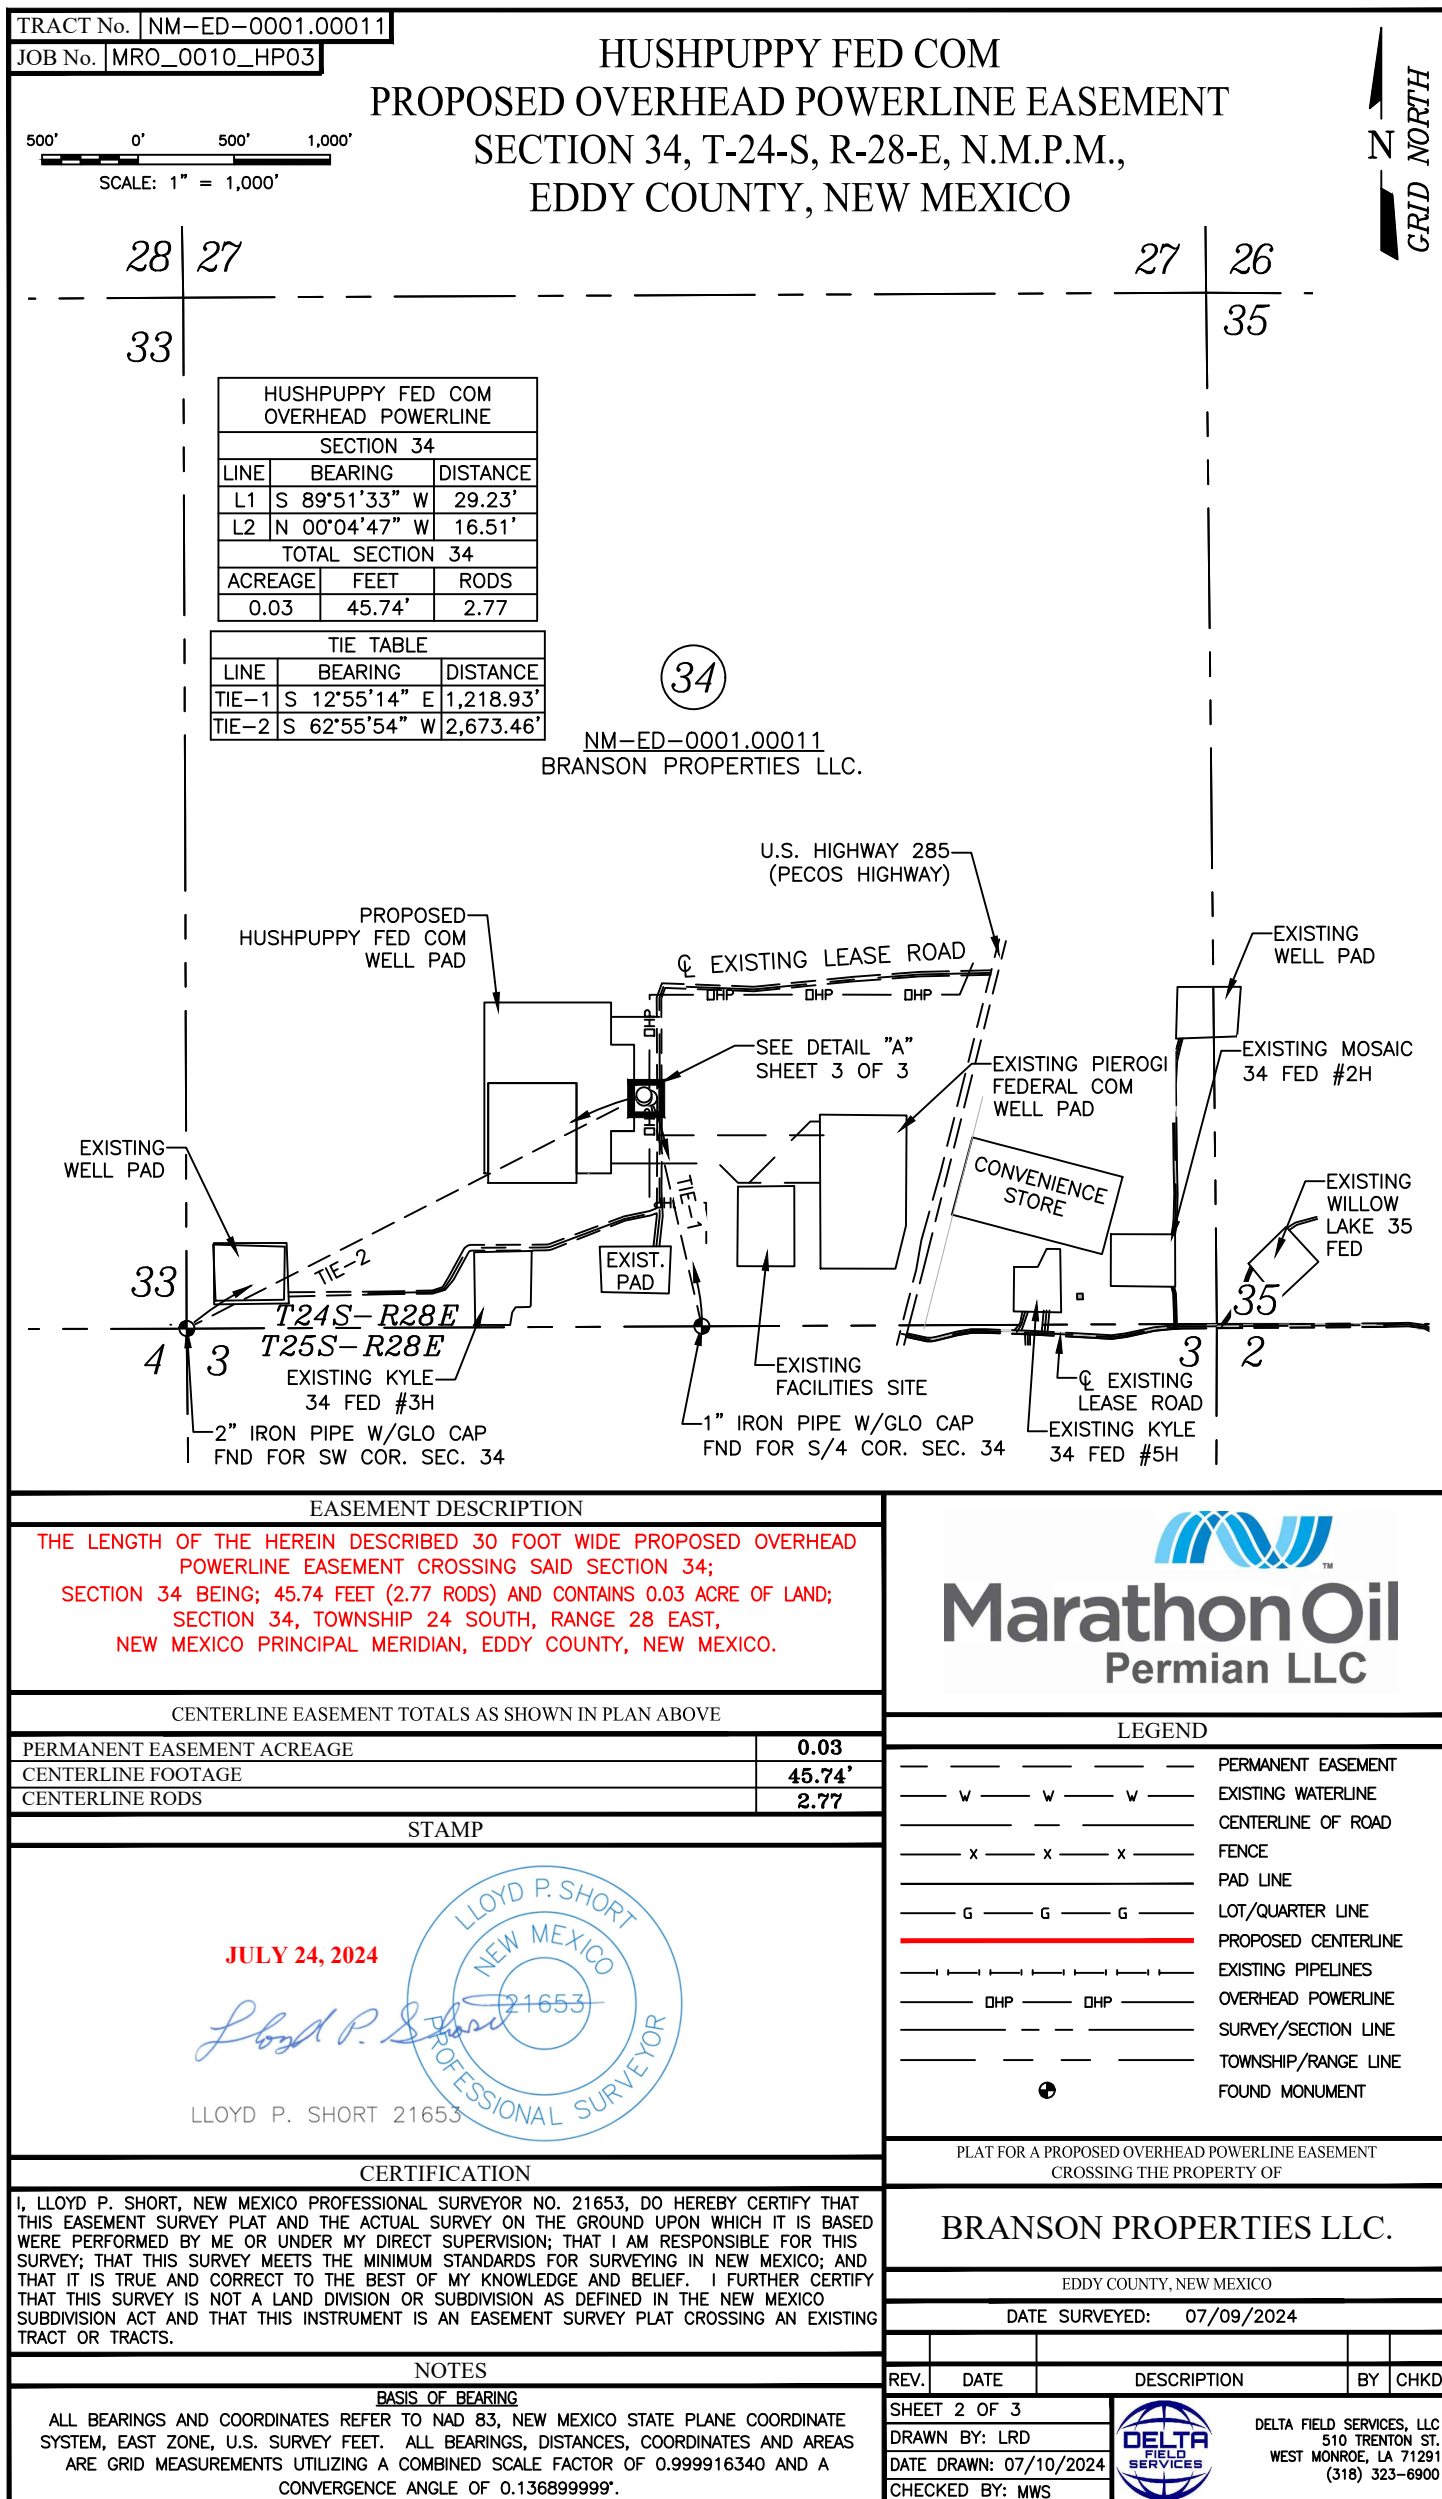 TRACT No. NM-ED-0001.00011
JOB No. MRO_0010_HP03
HUSHPUPPY FED COM
PROPOSED OVERHEAD POWERLINE EASEMENT
SECTION 34, T-24-S, R-28-E, N.M.P.M.,
EDDY COUNTY, NEW MEXICO
500' 0' 500' 1,000'
SCALE: 1" = 1,000'
N
GRID NORTH
28 27
27 26
33
35
HUSHPUPPY FED COM
OVERHEAD POWERLINE
SECTION 34
LINE BEARING DISTANCE
L1 S 89°51'33" W 29.23'
L2 N 00°04'47" W 16.51'
TOTAL SECTION 34
ACREAGE FEET RODS
0.03 45.74' 2.77
TIE TABLE
LINE BEARING DISTANCE
TIE-1 S 12°55'14" E 1,218.93'
TIE-2 S 62°55'54" W 2,673.46'
34
NM-ED-0001.00011
BRANSON PROPERTIES LLC.
U.S. HIGHWAY 285
(PECOS HIGHWAY)
PROPOSED
HUSHPUPPY FED COM
WELL PAD
℄ EXISTING LEASE ROAD
OHP OHP OHP
OHP
OHP
EXISTING
WELL PAD
SEE DETAIL "A"
SHEET 3 OF 3
EXISTING MOSAIC
34 FED #2H
EXISTING PIEROGI
FEDERAL COM
WELL PAD
EXISTING
WELL PAD
CONVENIENCE
STORE
TIE-1
EXISTING
WILLOW
LAKE 35
FED
TIE-2
EXIST.
PAD
33
35
T24S-R28E
T25S-R28E
4 3
3 2
EXISTING KYLE
34 FED #3H
EXISTING
FACILITIES SITE
℄ EXISTING
LEASE ROAD
2" IRON PIPE W/GLO CAP
FND FOR SW COR. SEC. 34
1" IRON PIPE W/GLO CAP
FND FOR S/4 COR. SEC. 34
EXISTING KYLE
34 FED #5H
EASEMENT DESCRIPTION
THE LENGTH OF THE HEREIN DESCRIBED 30 FOOT WIDE PROPOSED OVERHEAD
POWERLINE EASEMENT CROSSING SAID SECTION 34;
SECTION 34 BEING; 45.74 FEET (2.77 RODS) AND CONTAINS 0.03 ACRE OF LAND;
SECTION 34, TOWNSHIP 24 SOUTH, RANGE 28 EAST,
NEW MEXICO PRINCIPAL MERIDIAN, EDDY COUNTY, NEW MEXICO.
CENTERLINE EASEMENT TOTALS AS SHOWN IN PLAN ABOVE
PERMANENT EASEMENT ACREAGE 0.03
CENTERLINE FOOTAGE 45.74'
CENTERLINE RODS 2.77
STAMP
JULY 24, 2024
Lloyd P. Short
LLOYD P. SHORT
NEW MEXICO
21653
PROFESSIONAL SURVEYOR
LLOYD P. SHORT 21653
CERTIFICATION
I, LLOYD P. SHORT, NEW MEXICO PROFESSIONAL SURVEYOR NO. 21653, DO HEREBY CERTIFY THAT
THIS EASEMENT SURVEY PLAT AND THE ACTUAL SURVEY ON THE GROUND UPON WHICH IT IS BASED
WERE PERFORMED BY ME OR UNDER MY DIRECT SUPERVISION; THAT I AM RESPONSIBLE FOR THIS
SURVEY; THAT THIS SURVEY MEETS THE MINIMUM STANDARDS FOR SURVEYING IN NEW MEXICO; AND
THAT IT IS TRUE AND CORRECT TO THE BEST OF MY KNOWLEDGE AND BELIEF. I FURTHER CERTIFY
THAT THIS SURVEY IS NOT A LAND DIVISION OR SUBDIVISION AS DEFINED IN THE NEW MEXICO
SUBDIVISION ACT AND THAT THIS INSTRUMENT IS AN EASEMENT SURVEY PLAT CROSSING AN EXISTING
TRACT OR TRACTS.
NOTES
BASIS OF BEARING
ALL BEARINGS AND COORDINATES REFER TO NAD 83, NEW MEXICO STATE PLANE COORDINATE
SYSTEM, EAST ZONE, U.S. SURVEY FEET. ALL BEARINGS, DISTANCES, COORDINATES AND AREAS
ARE GRID MEASUREMENTS UTILIZING A COMBINED SCALE FACTOR OF 0.999916340 AND A
CONVERGENCE ANGLE OF 0.136899999°.
TM
Marathon Oil
Permian LLC
LEGEND
PERMANENT EASEMENT
W W W EXISTING WATERLINE
CENTERLINE OF ROAD
X X X FENCE
PAD LINE
G G G LOT/QUARTER LINE
PROPOSED CENTERLINE
EXISTING PIPELINES
OHP OHP OVERHEAD POWERLINE
SURVEY/SECTION LINE
TOWNSHIP/RANGE LINE
FOUND MONUMENT
PLAT FOR A PROPOSED OVERHEAD POWERLINE EASEMENT
CROSSING THE PROPERTY OF
BRANSON PROPERTIES LLC.
EDDY COUNTY, NEW MEXICO
DATE SURVEYED: 07/09/2024
REV. DATE DESCRIPTION BY CHKD
SHEET 2 OF 3
DRAWN BY: LRD
DATE DRAWN: 07/10/2024
CHECKED BY: MWS
DELTA
FIELD
SERVICES
DELTA FIELD SERVICES, LLC
510 TRENTON ST.
WEST MONROE, LA 71291
(318) 323-6900